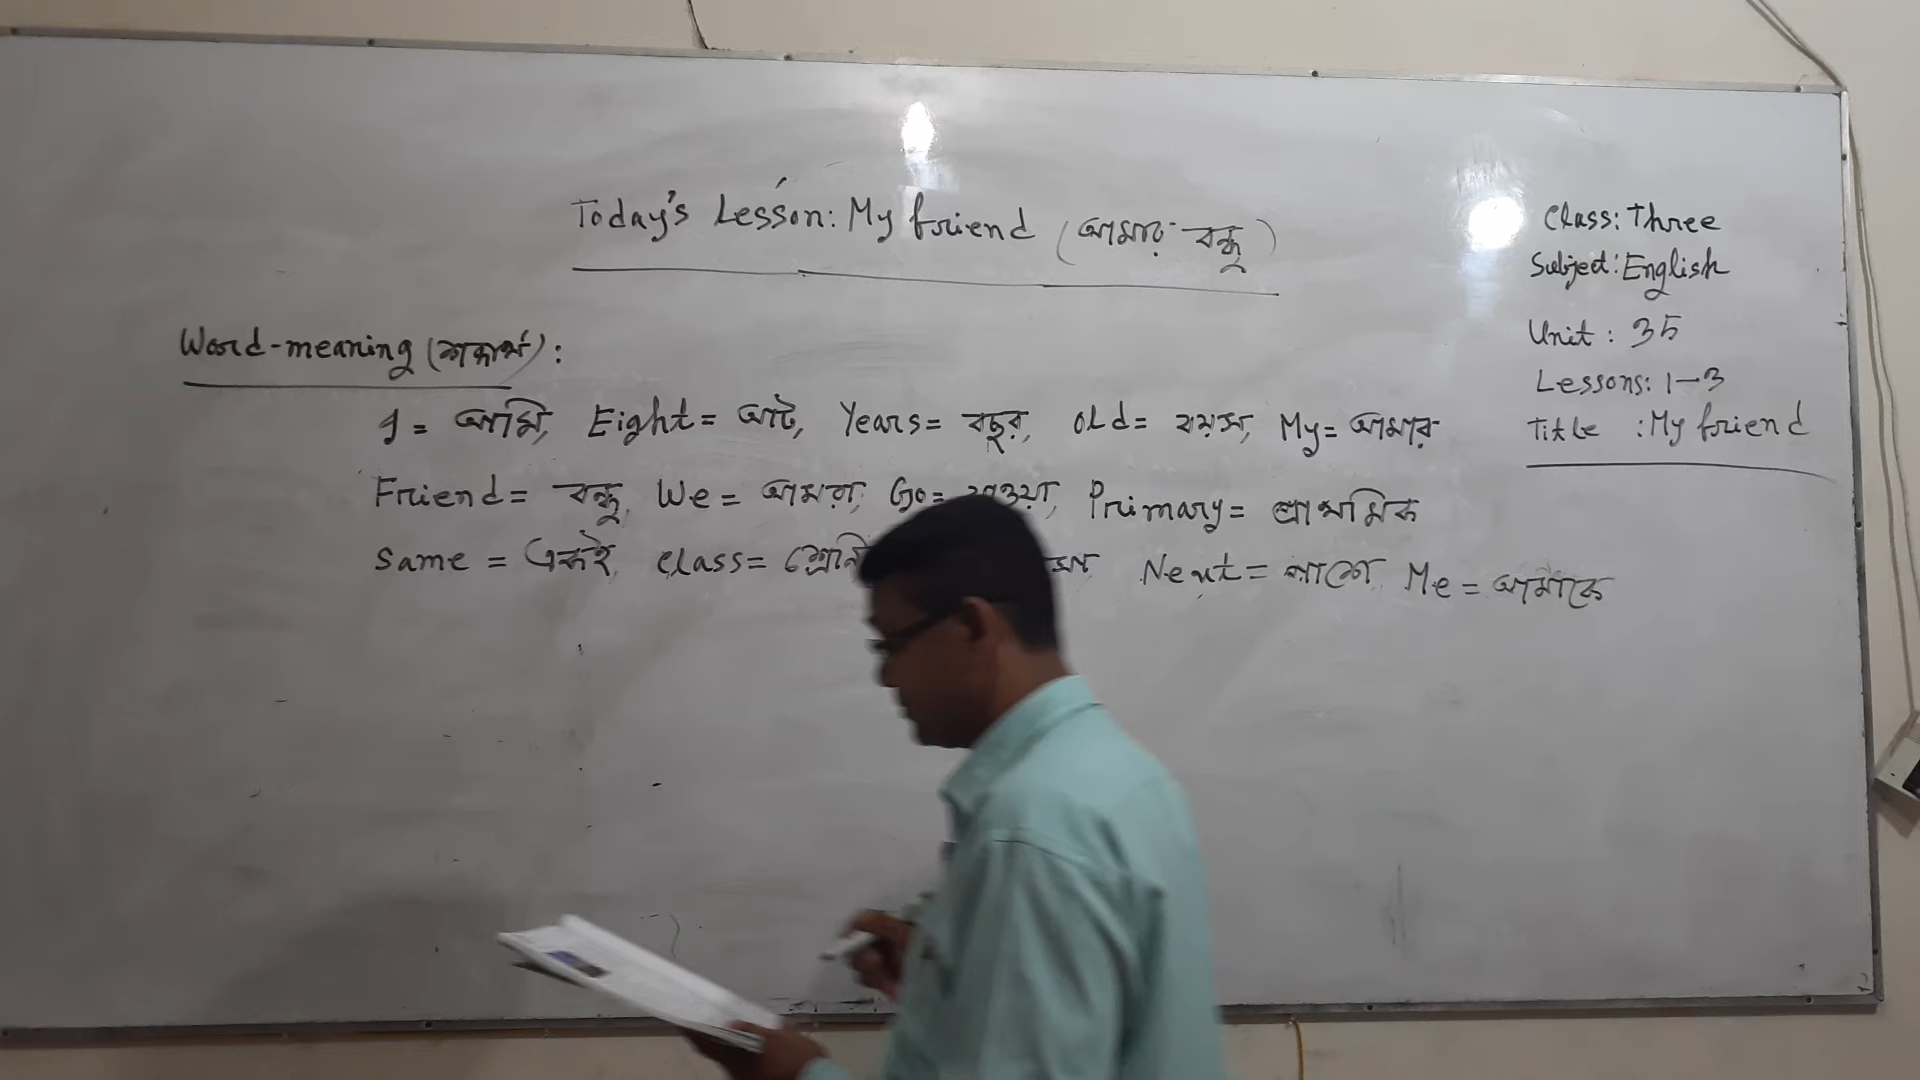 Today's Lesson: My friend (আমার বন্ধু)
Class: Three
Subject: English
Unit : 35
Lessons: 1-3
Title : My friend
Word-meaning (শব্দার্থ):
I = আমি, Eight = আট, Years = বছর, old = বয়স, My = আমার
Friend = বন্ধু, We = আমরা, Go = Primary = প্রাথমিক
Same = একই, Class = Next = পাশে, Me = আমাকে